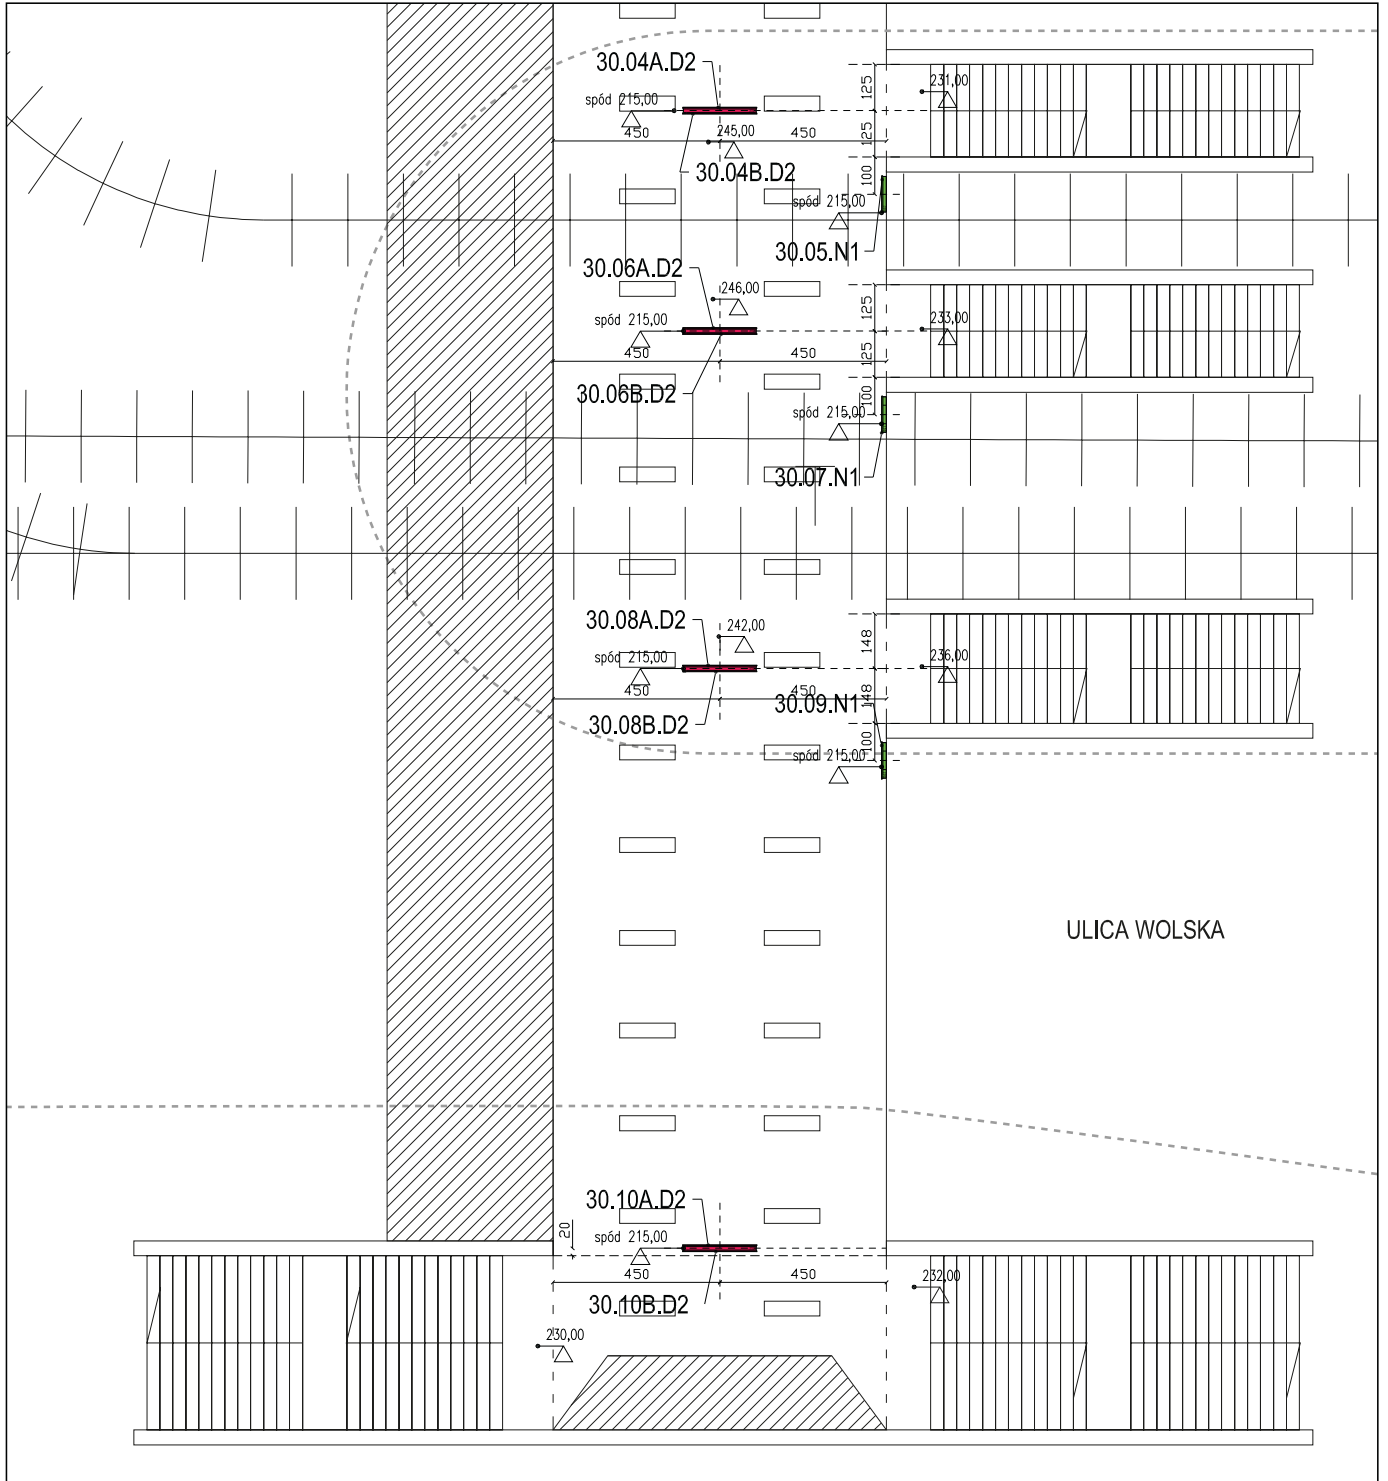 30.04A.D2
125
231,00
spód 215,00
450
245,00
450
125
30.04B.D2
100
spód 215,00
30.05.N1
30.06A.D2
246,00
125
spód 215,00
233,00
450
450
125
30.06B.D2
100
spód 215,00
30.07.N1
30.08A.D2
242,00
148
spód 215,00
236,00
450
450
148
30.09.N1
30.08B.D2
100
spód 215,00
ULICA WOLSKA
30.10A.D2
20
spód 215,00
450
450
232,00
30.10B.D2
230,00